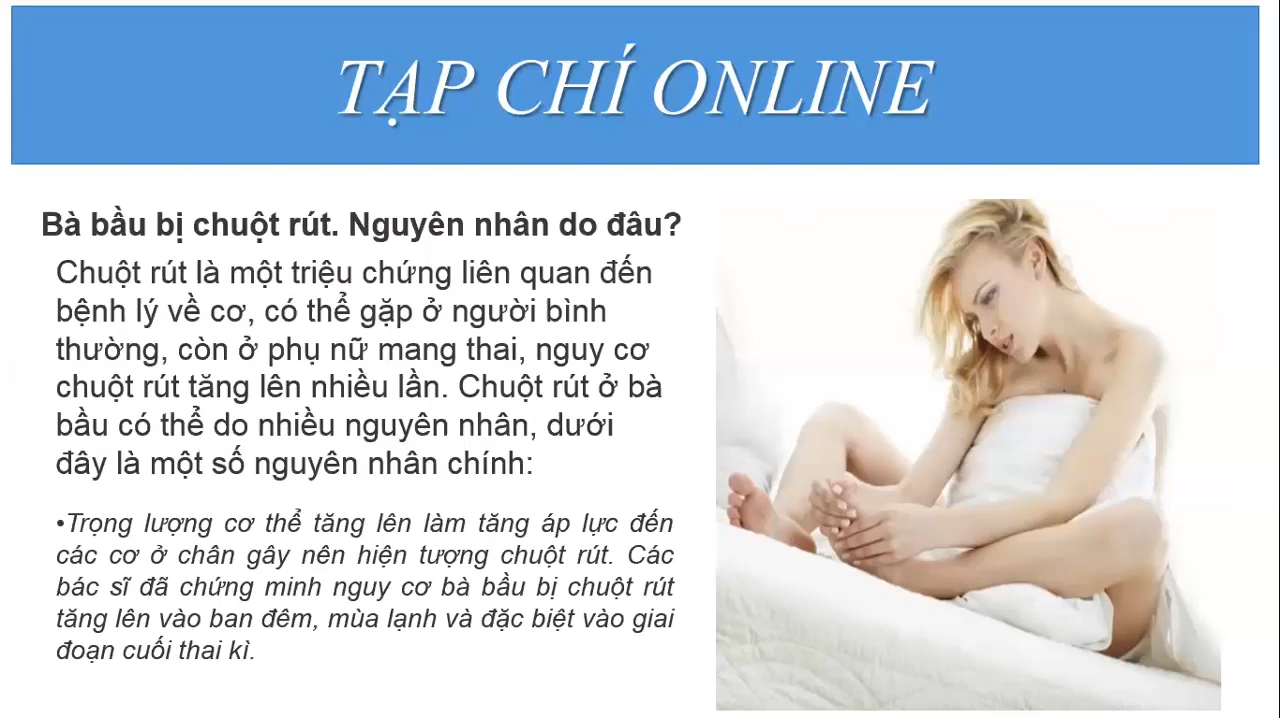 TẠP CHÍ ONLINE
Bà bầu bị chuột rút. Nguyên nhân do đâu?
Chuột rút là một triệu chứng liên quan đến
bệnh lý về cơ, có thể gặp ở người bình
thường, còn ở phụ nữ mang thai, nguy cơ
chuột rút tăng lên nhiều lần. Chuột rút ở bà
bầu có thể do nhiều nguyên nhân, dưới
đây là một số nguyên nhân chính:
•Trọng lượng cơ thể tăng lên làm tăng áp lực đến
các cơ ở chân gây nên hiện tượng chuột rút. Các
bác sĩ đã chứng minh nguy cơ bà bầu bị chuột rút
tăng lên vào ban đêm, mùa lạnh và đặc biệt vào giai
đoạn cuối thai kì.